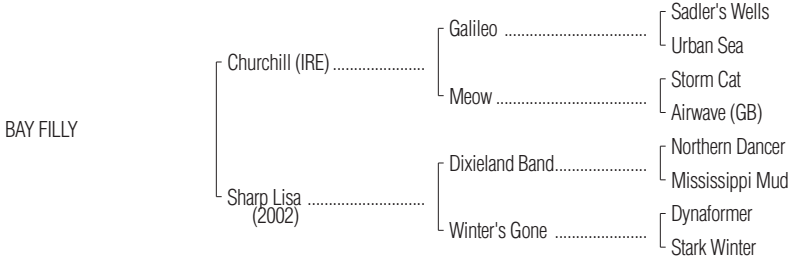 Sadler's Wells
Galileo ....................................
Urban Sea
Churchill (IRE) .......................
Storm Cat
Meow ......................................
Airwave (GB)
BAY FILLY
Northern Dancer
Dixieland Band.......................
Mississippi Mud
Sharp Lisa .............................
(2002)
Dynaformer
Winter's Gone .......................
Stark Winter